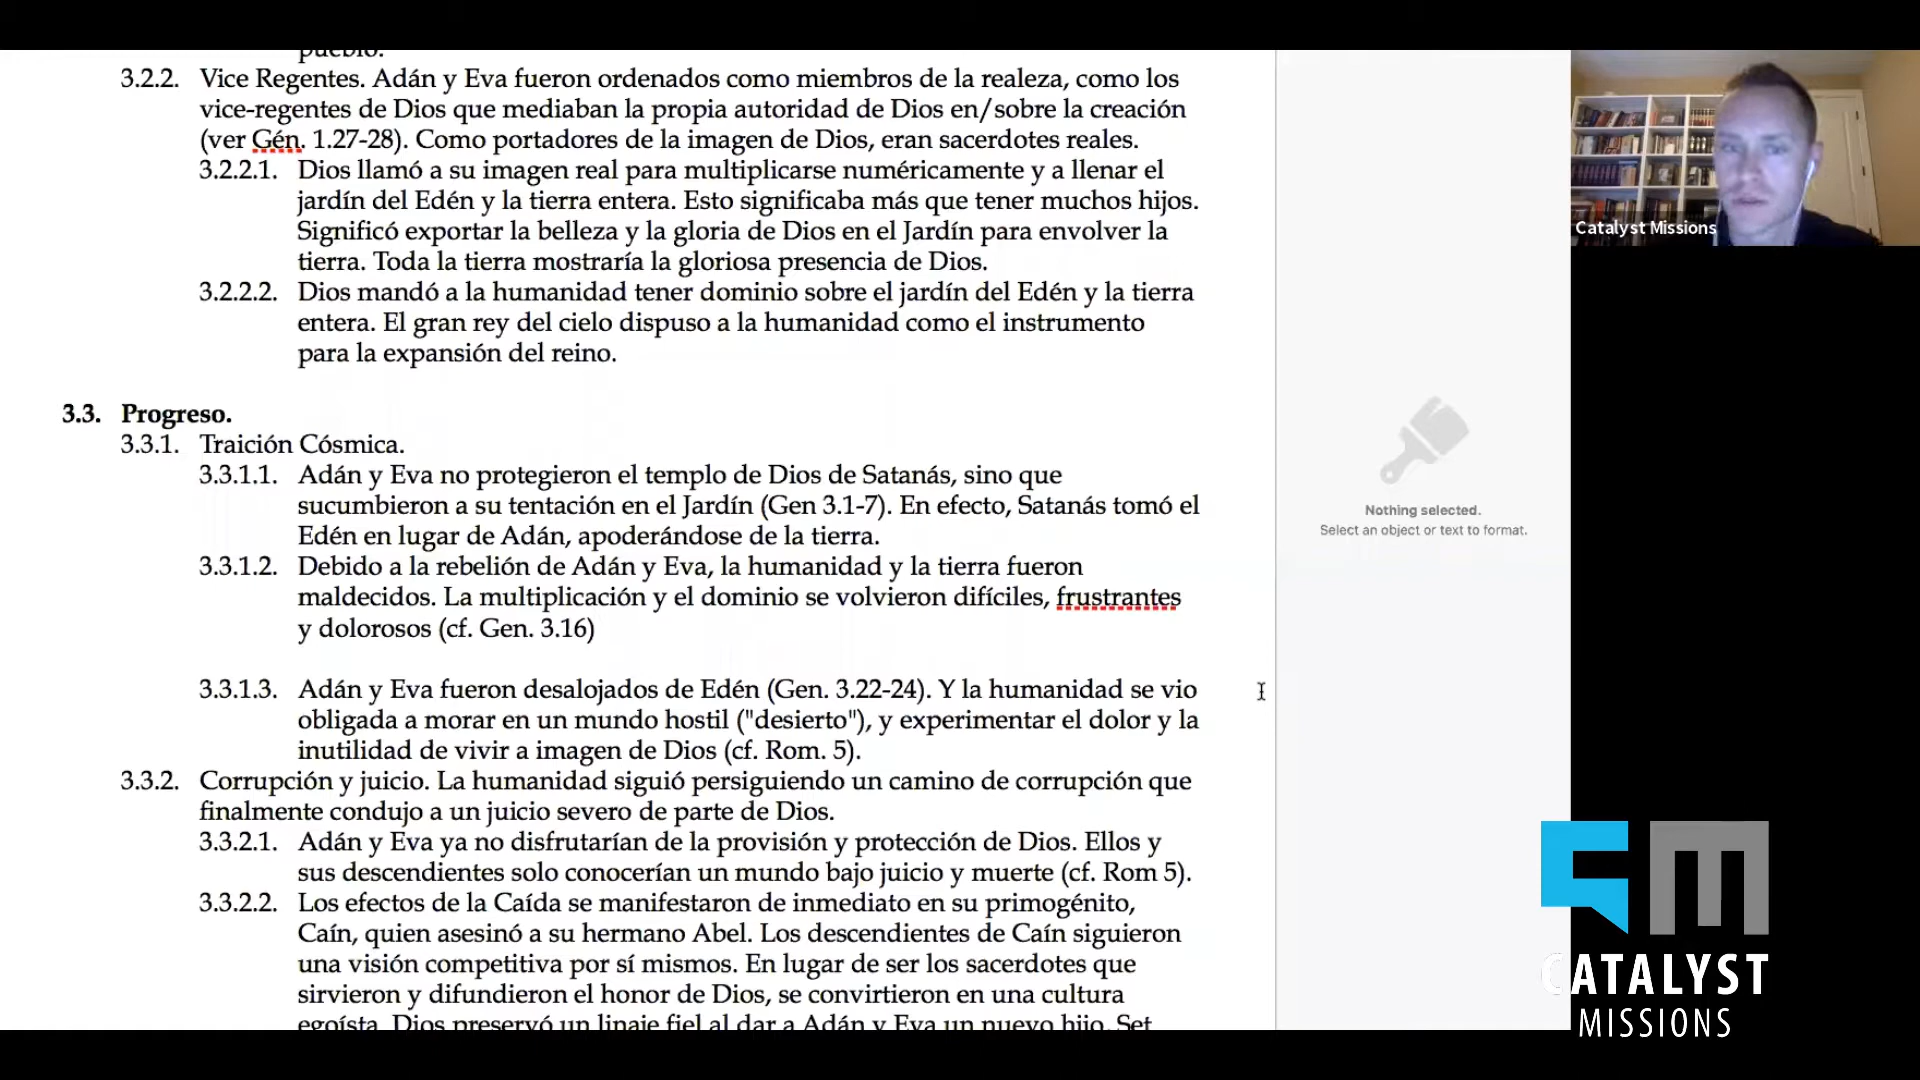 pueblo.
3.2.2. Vice Regentes. Adán y Eva fueron ordenados como miembros de la realeza, como los
vice-regentes de Dios que mediaban la propia autoridad de Dios en/sobre la creación
(ver Gén. 1.27-28). Como portadores de la imagen de Dios, eran sacerdotes reales.
3.2.2.1. Dios llamó a su imagen real para multiplicarse numéricamente y a llenar el
jardín del Edén y la tierra entera. Esto significaba más que tener muchos hijos.
Significó exportar la belleza y la gloria de Dios en el Jardín para envolver la
tierra. Toda la tierra mostraría la gloriosa presencia de Dios.
3.2.2.2. Dios mandó a la humanidad tener dominio sobre el jardín del Edén y la tierra
entera. El gran rey del cielo dispuso a la humanidad como el instrumento
para la expansión del reino.
3.3. Progreso.
3.3.1. Traición Cósmica.
3.3.1.1. Adán y Eva no protegieron el templo de Dios de Satanás, sino que
sucumbieron a su tentación en el Jardín (Gen 3.1-7). En efecto, Satanás tomó el
Edén en lugar de Adán, apoderándose de la tierra.
3.3.1.2. Debido a la rebelión de Adán y Eva, la humanidad y la tierra fueron
maldecidos. La multiplicación y el dominio se volvieron difíciles, frustrantes
y dolorosos (cf. Gen. 3.16)
3.3.1.3. Adán y Eva fueron desalojados de Edén (Gen. 3.22-24). Y la humanidad se vio
obligada a morar en un mundo hostil ("desierto"), y experimentar el dolor y la
inutilidad de vivir a imagen de Dios (cf. Rom. 5).
3.3.2. Corrupción y juicio. La humanidad siguió persiguiendo un camino de corrupción que
finalmente condujo a un juicio severo de parte de Dios.
3.3.2.1. Adán y Eva ya no disfrutarían de la provisión y protección de Dios. Ellos y
sus descendientes solo conocerían un mundo bajo juicio y muerte (cf. Rom 5).
3.3.2.2. Los efectos de la Caída se manifestaron de inmediato en su primogénito,
Caín, quien asesinó a su hermano Abel. Los descendientes de Caín siguieron
una visión competitiva por sí mismos. En lugar de ser los sacerdotes que
sirvieron y difundieron el honor de Dios, se convirtieron en una cultura
egoísta. Dios preservó un linaje fiel al dar a Adán y Eva un nuevo hijo, Set
Nothing selected.
Select an object or text to format.
Catalyst Missions
CATALYST
MISSIONS